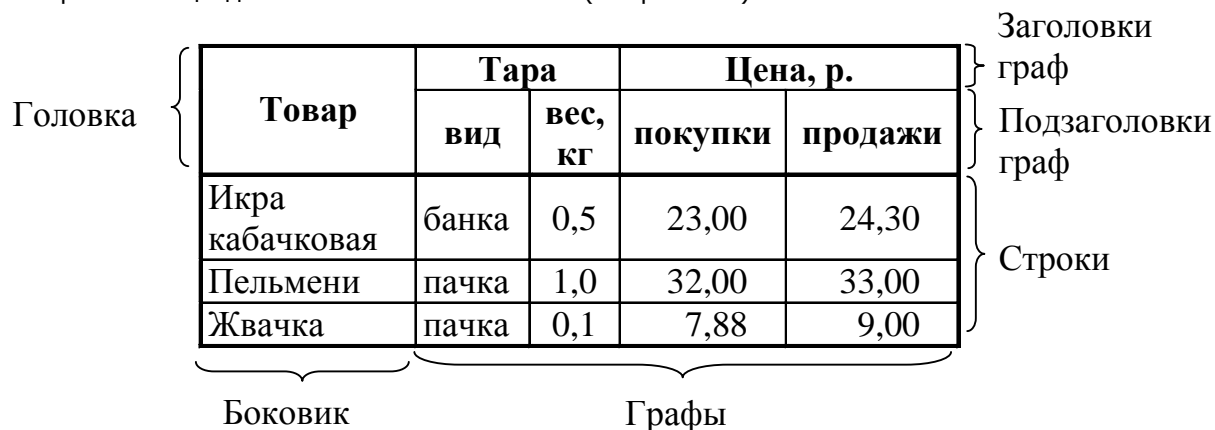 Заголовки
граф
Головка
Товар
Тара
Цена, р.
вид
вес,
кг
покупки
продажи
Подзаголовки
граф
Икра
кабачковая
банка
0,5
23,00
24,30
Пельмени
пачка
1,0
32,00
33,00
Жвачка
пачка
0,1
7,88
9,00
Строки
Боковик
Графы